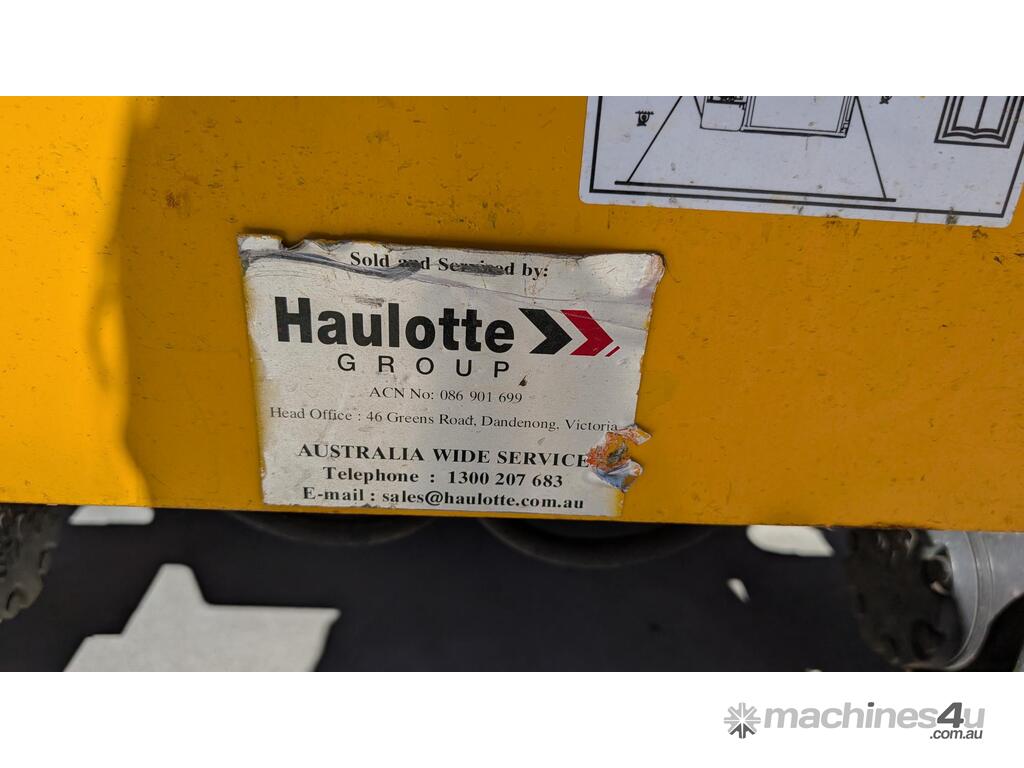 Sold and Serviced by:
Haulotte
GROUP
ACN No: 086 901 699
Head Office : 46 Greens Road, Dandenong, Victoria
AUSTRALIA WIDE SERVICE
Telephone : 1300 207 683
E-mail : sales@haulotte.com.au
machines4u
.com.au